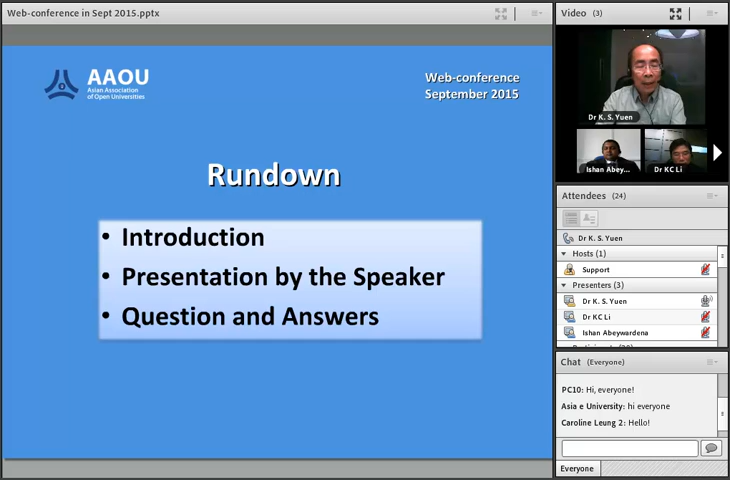 Web-conference in Sept 2015.pptx
AAOU
Asian Association
of Open Universities
Web-conference
September 2015
Rundown
• Introduction
• Presentation by the Speaker
• Question and Answers
Video (3)
Dr K. S. Yuen
Ishan Abey...
Dr KC Li
Attendees (24)
Dr K. S. Yuen
Hosts (1)
Support
Presenters (3)
Dr K. S. Yuen
Dr KC Li
Ishan Abeywardena
Chat (Everyone)
PC10: Hi, everyone!
Asia e University: hi everyone
Caroline Leung 2: Hello!
Everyone